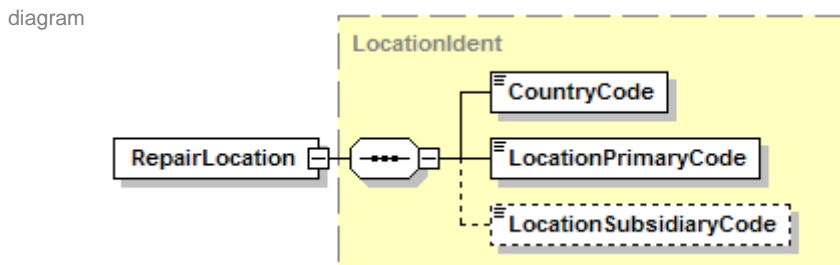 diagram
LocationIdent
CountryCode
RepairLocation
LocationPrimaryCode
LocationSubsidiaryCode